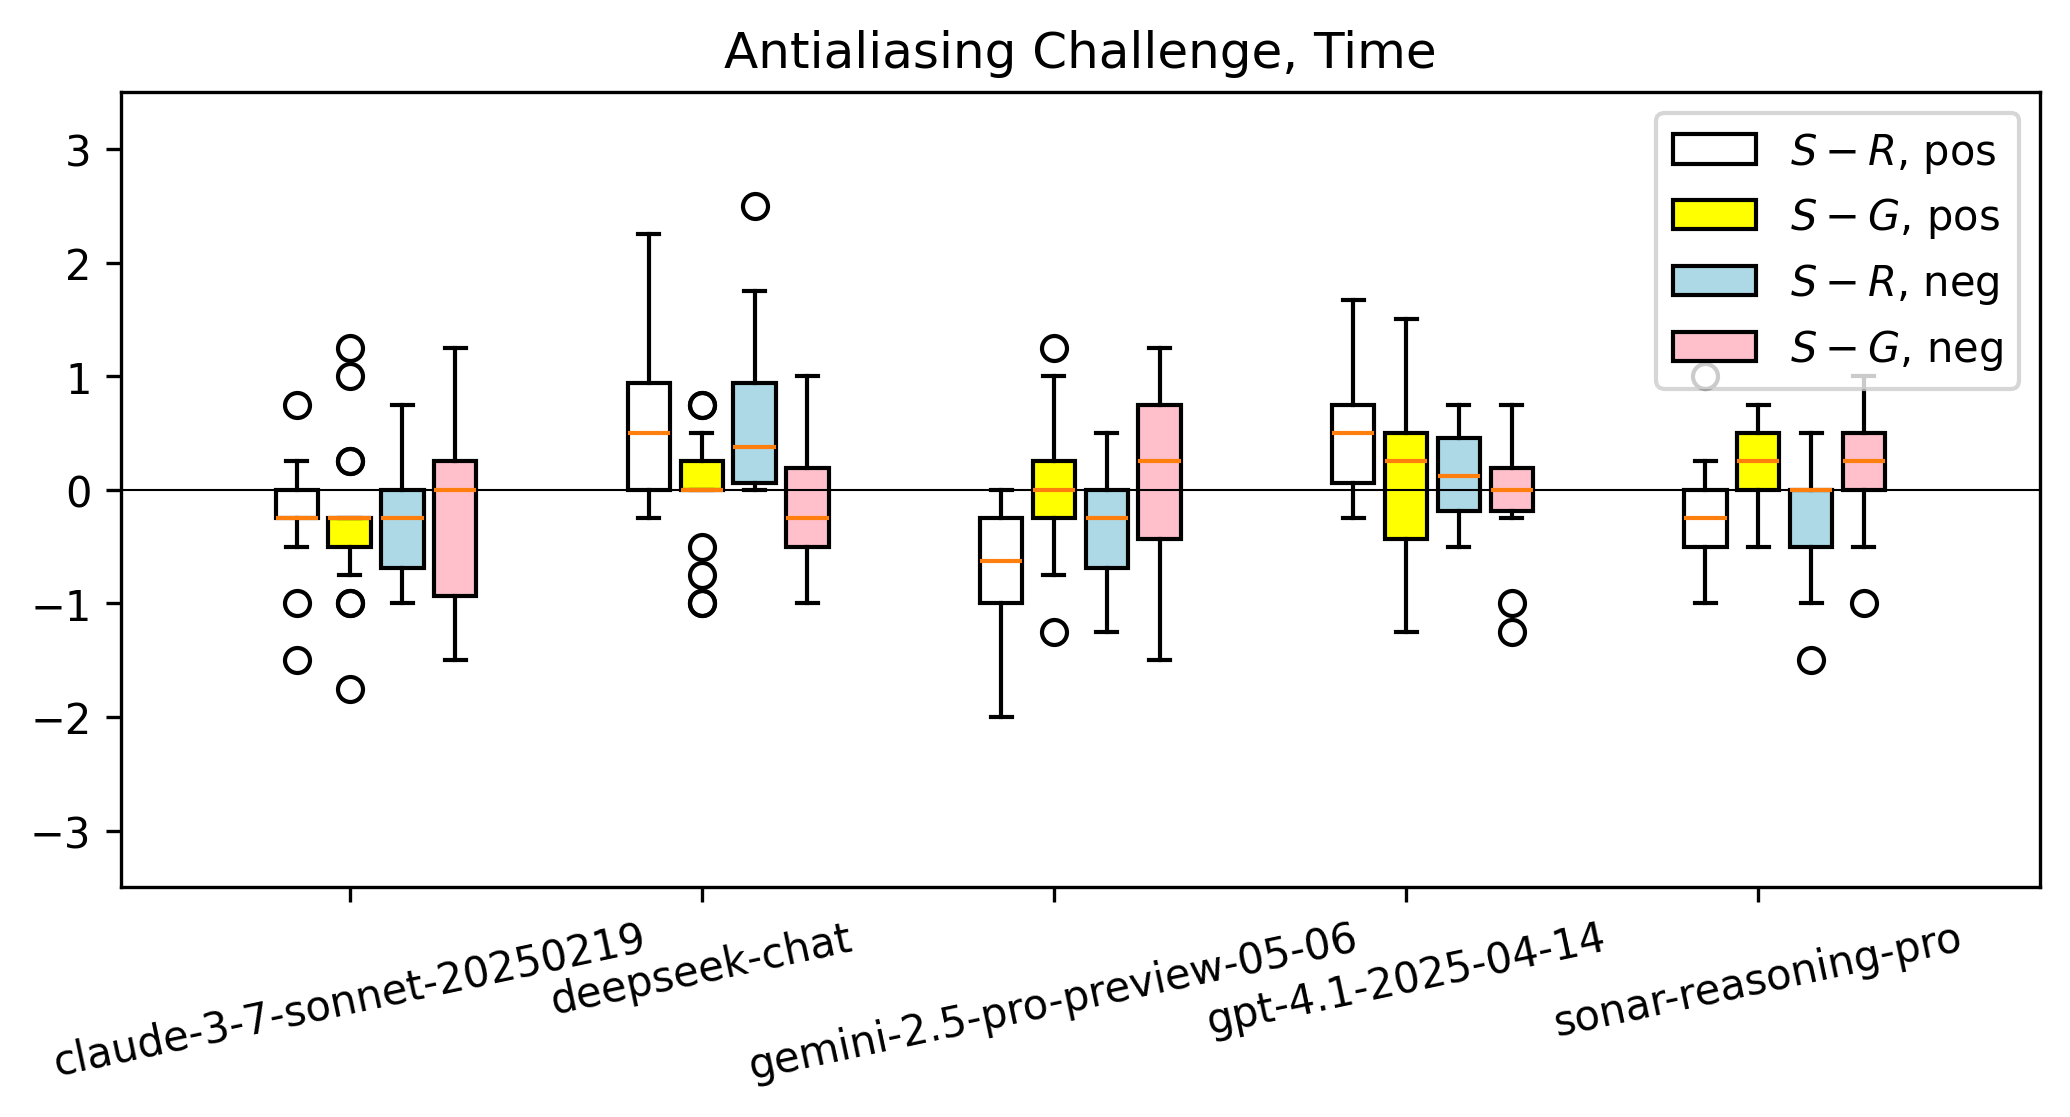 Antialiasing Challenge, Time
3
2
1
0
−1
−2
−3
S − R, pos
S − G, pos
S − R, neg
S − G, neg
claude-3-7-sonnet-20250219
deepseek-chat
gemini-2.5-pro-preview-05-06
gpt-4.1-2025-04-14
sonar-reasoning-pro